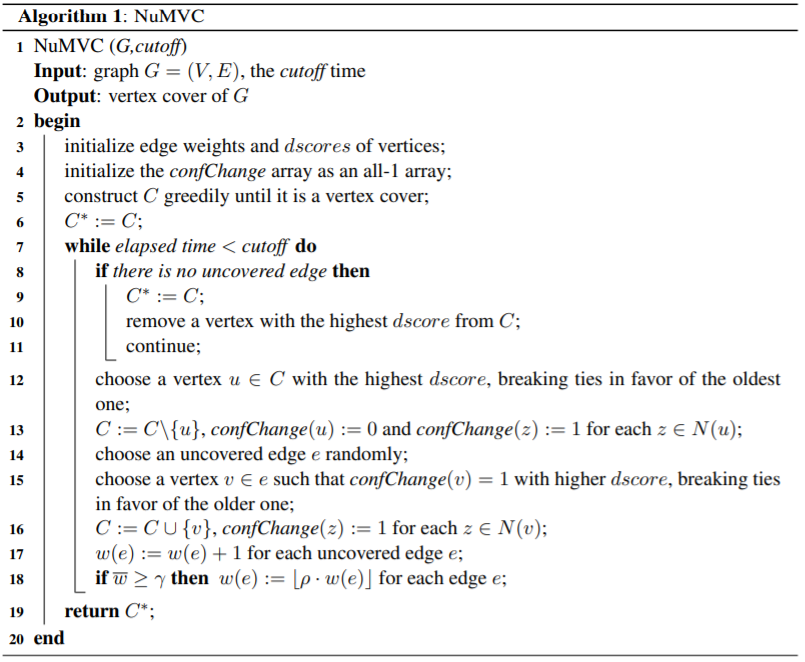 Algorithm 1: NuMVC
1 NuMVC (G,cutoff)
Input: graph G = (V, E), the cutoff time
Output: vertex cover of G
2 begin
3 initialize edge weights and dscores of vertices;
4 initialize the confChange array as an all-1 array;
5 construct C greedily until it is a vertex cover;
6 C* := C;
7 while elapsed time < cutoff do
8 if there is no uncovered edge then
9 C* := C;
10 remove a vertex with the highest dscore from C;
11 continue;
12 choose a vertex u ∈ C with the highest dscore, breaking ties in favor of the oldest
one;
13 C := C\{u}, confChange(u) := 0 and confChange(z) := 1 for each z ∈ N(u);
14 choose an uncovered edge e randomly;
15 choose a vertex v ∈ e such that confChange(v) = 1 with higher dscore, breaking ties
in favor of the older one;
16 C := C ∪ {v}, confChange(z) := 1 for each z ∈ N(v);
17 w(e) := w(e) + 1 for each uncovered edge e;
18 if w̅ ≥ γ then w(e) := ⌊ρ · w(e)⌋ for each edge e;
19 return C*;
20 end